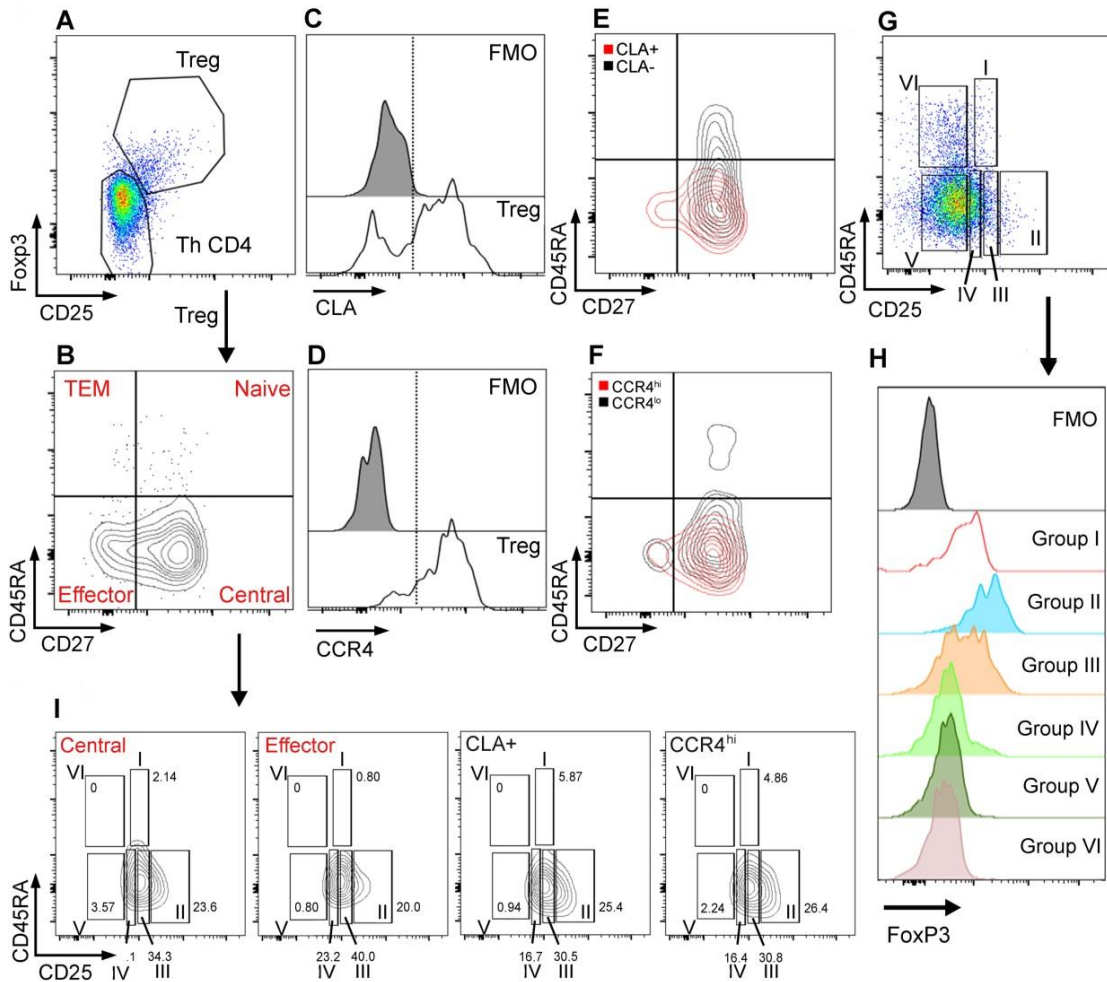 A
Treg
Th CD4
Foxp3
CD25
Treg
B
TEM
Naive
Effector
Central
CD45RA
CD27
C
FMO
Treg
CLA
D
FMO
Treg
CCR4
E
CLA+
CLA-
CD45RA
CD27
F
CCR4hi
CCR4lo
CD45RA
CD27
G
I
VI
II
V
IV
III
CD45RA
CD25
H
FMO
Group I
Group II
Group III
Group IV
Group V
Group VI
FoxP3
I
Central
I
VI
2.14
0
3.57
II
23.6
V
.1
34.3
IV
III
CD45RA
CD25
Effector
I
VI
0.80
0
0.80
II
20.0
V
23.2
40.0
IV
III
CLA+
I
VI
5.87
0
0.94
II
25.4
V
16.7
30.5
IV
III
CCR4hi
I
VI
4.86
0
2.24
II
26.4
V
16.4
30.8
IV
III